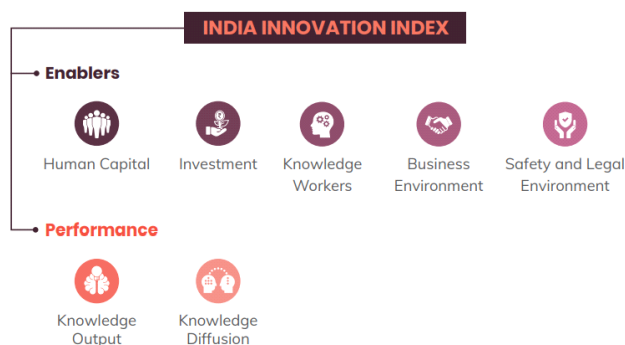 INDIA INNOVATION INDEX
Enablers
Human Capital
Investment
Knowledge
Workers
Business
Environment
Safety and Legal
Environment
Performance
Knowledge
Output
Knowledge
Diffusion